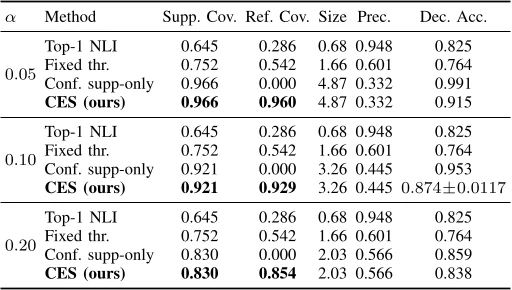 α Method Supp. Cov. Ref. Cov. Size Prec. Dec. Acc.
0.05
Top-1 NLI 0.645 0.286 0.68 0.948 0.825
Fixed thr. 0.752 0.542 1.66 0.601 0.764
Conf. supp-only 0.966 0.000 4.87 0.332 0.991
CES (ours) 0.966 0.960 4.87 0.332 0.915
0.10
Top-1 NLI 0.645 0.286 0.68 0.948 0.825
Fixed thr. 0.752 0.542 1.66 0.601 0.764
Conf. supp-only 0.921 0.000 3.26 0.445 0.953
CES (ours) 0.921 0.929 3.26 0.445 0.874±0.0117
0.20
Top-1 NLI 0.645 0.286 0.68 0.948 0.825
Fixed thr. 0.752 0.542 1.66 0.601 0.764
Conf. supp-only 0.830 0.000 2.03 0.566 0.859
CES (ours) 0.830 0.854 2.03 0.566 0.838